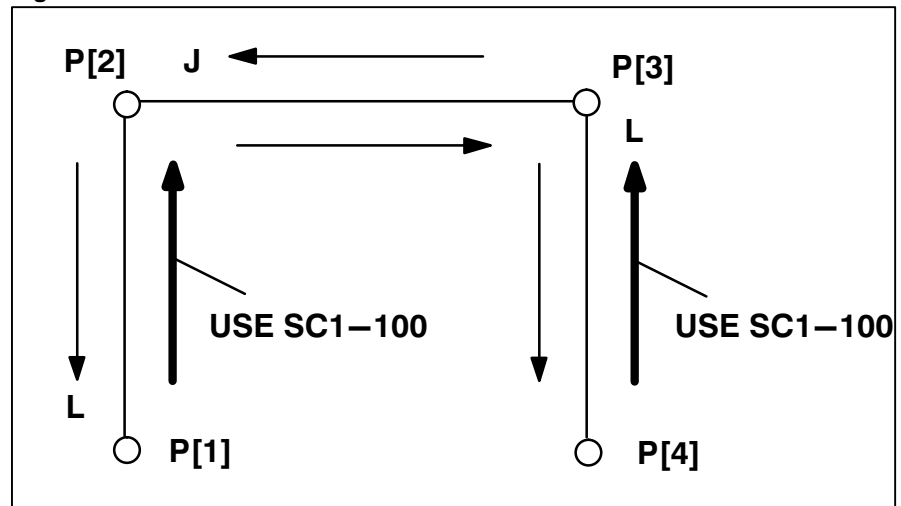 P[2] J P[3]
L
USE SC1–100 USE SC1–100
L
P[1] P[4]